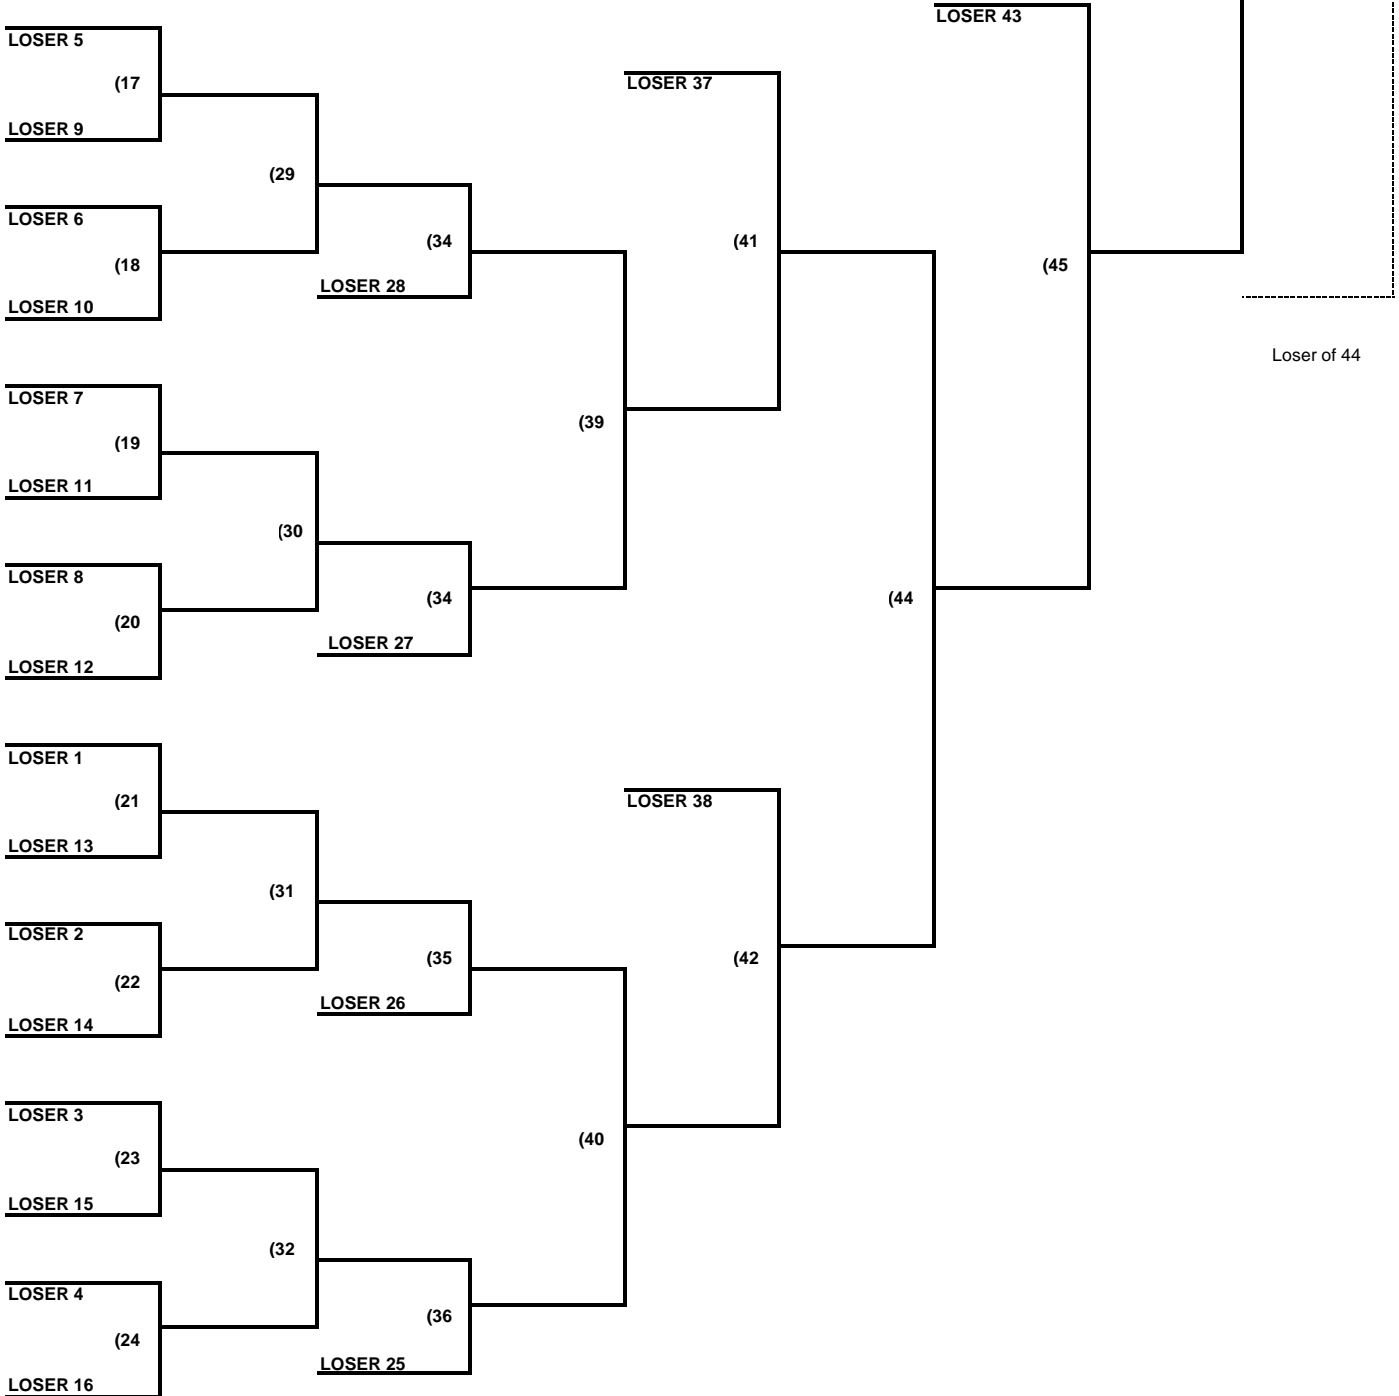 LOSER 43
LOSER 5
(17
LOSER 37
LOSER 9
(29
LOSER 6
(34
(41
(18
(45
LOSER 28
LOSER 10
Loser of 44
LOSER 7
(39
(19
LOSER 11
(30
LOSER 8
(34
(44
(20
LOSER 27
LOSER 12
LOSER 1
(21
LOSER 38
LOSER 13
(31
LOSER 2
(35
(42
(22
LOSER 26
LOSER 14
LOSER 3
(40
(23
LOSER 15
(32
LOSER 4
(36
(24
LOSER 25
LOSER 16